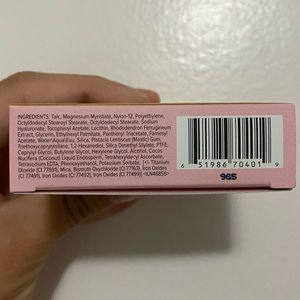 INGREDIENTS: Talc, Magnesium Myristate, Nylon-12, Polyethylene,
Octyldodecyl Stearoyl Stearate, Octyldodecyl Stearate, Sodium
Hyaluronate, Tocopheryl Acetate, Lecithin, Rhododendron Ferrugineum
Extract, Glycerin, Ethylhexyl Palmitate, Panthenyl Triacetate, Farnesyl
Acetate, Water\Aqua\Eau, Silica, Pistacia Lentiscus (Mastic) Gum,
Triethoxycaprylylsilane, 1,2-Hexanediol, Silica Dimethyl Silylate, PTFE,
Caprylyl Glycol, Butylene Glycol, Hexylene Glycol, Alcohol, Cocos
Nucifera (Coconut) Liquid Endosperm, Tetrahexyldecyl Ascorbate,
Tetrasodium EDTA, Phenoxyethanol, Potassium Sorbate, [+/- Titanium
Dioxide (CI 77891), Mica, Bismuth Oxychloride (CI 77163), Iron Oxides
(CI 77491), Iron Oxides (CI 77492), Iron Oxides (CI 77499)] <ILN46856>
6 51986 70401 9
965